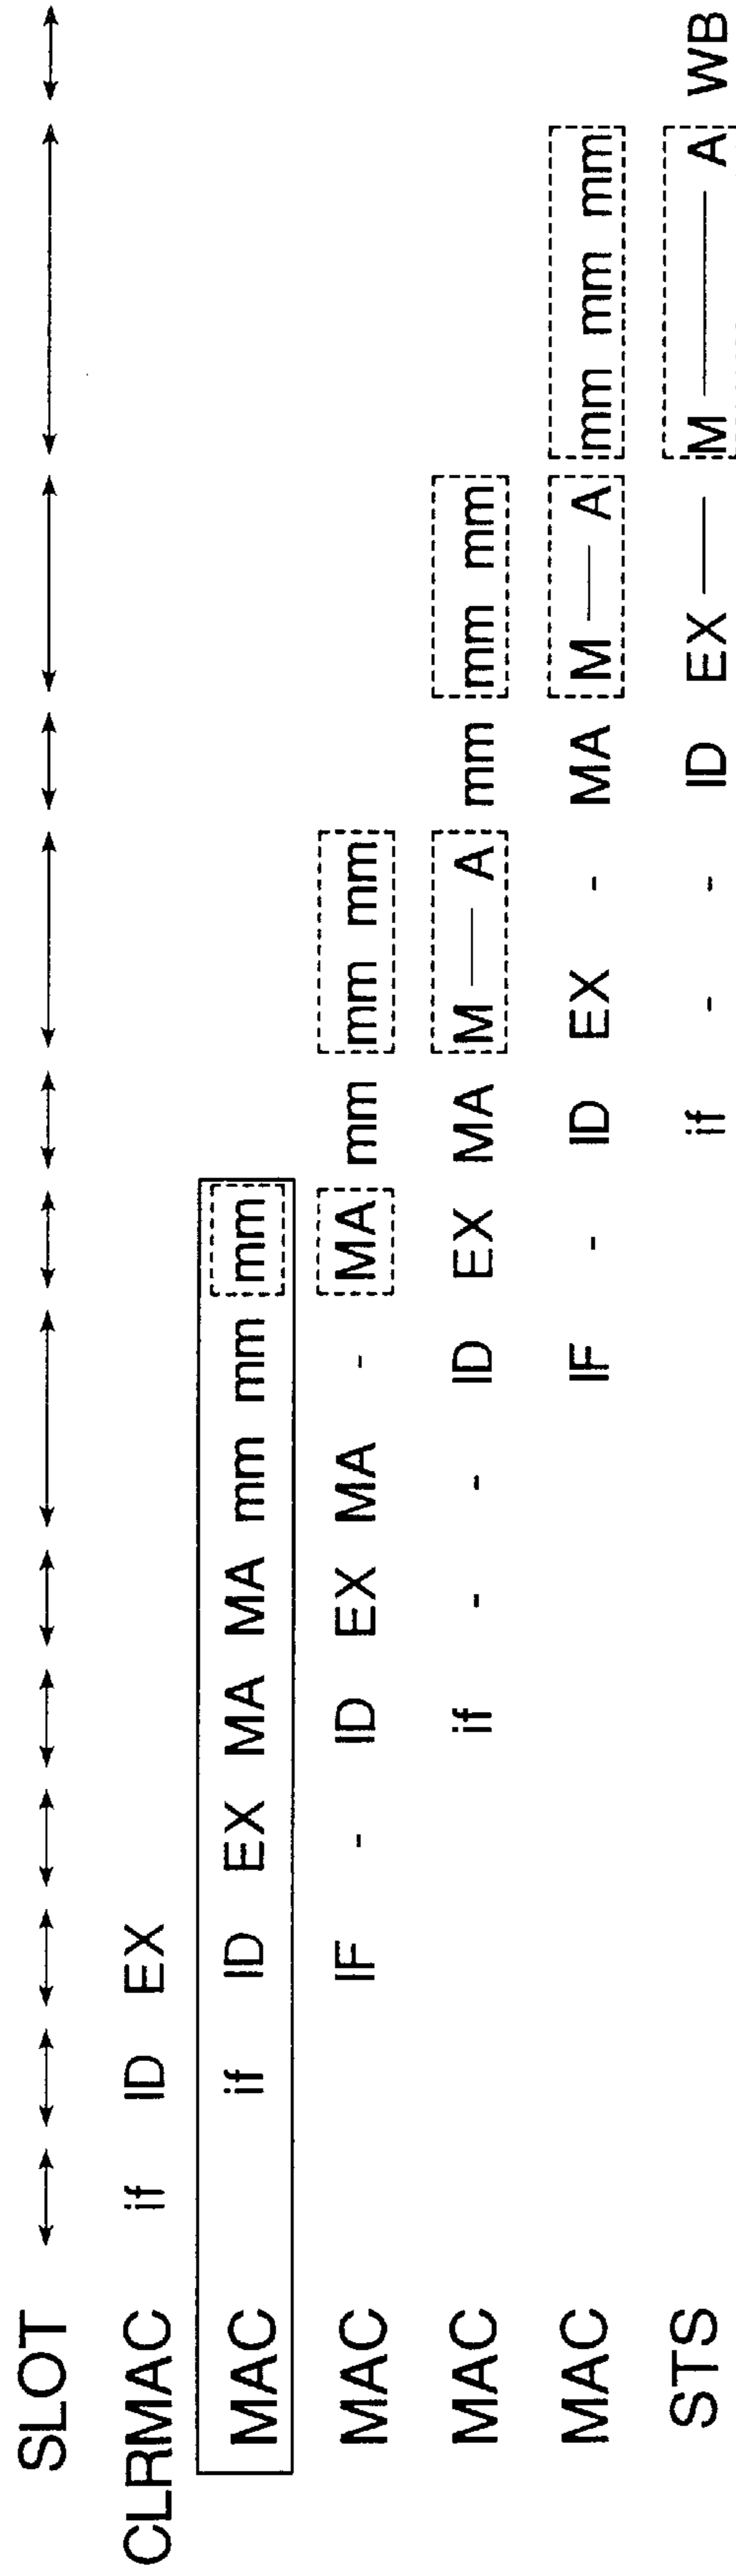 SLOT
CLRMAC if ID EX
MAC if ID EX MA MA mm mm mm
MAC IF - ID EX MA - MA mm mm mm
MAC if - - ID EX MA M — A mm mm mm
MAC IF - ID EX - MA M — A mm mm mm
STS if - - ID EX — M — A WB